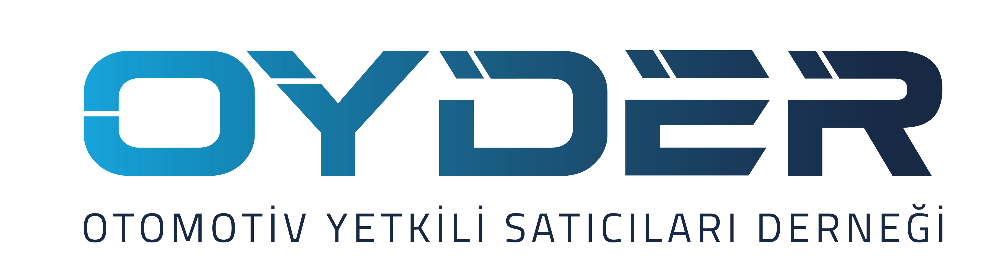 OYDER
OTOMOTİV YETKİLİ SATICILARI DERNEĞİ